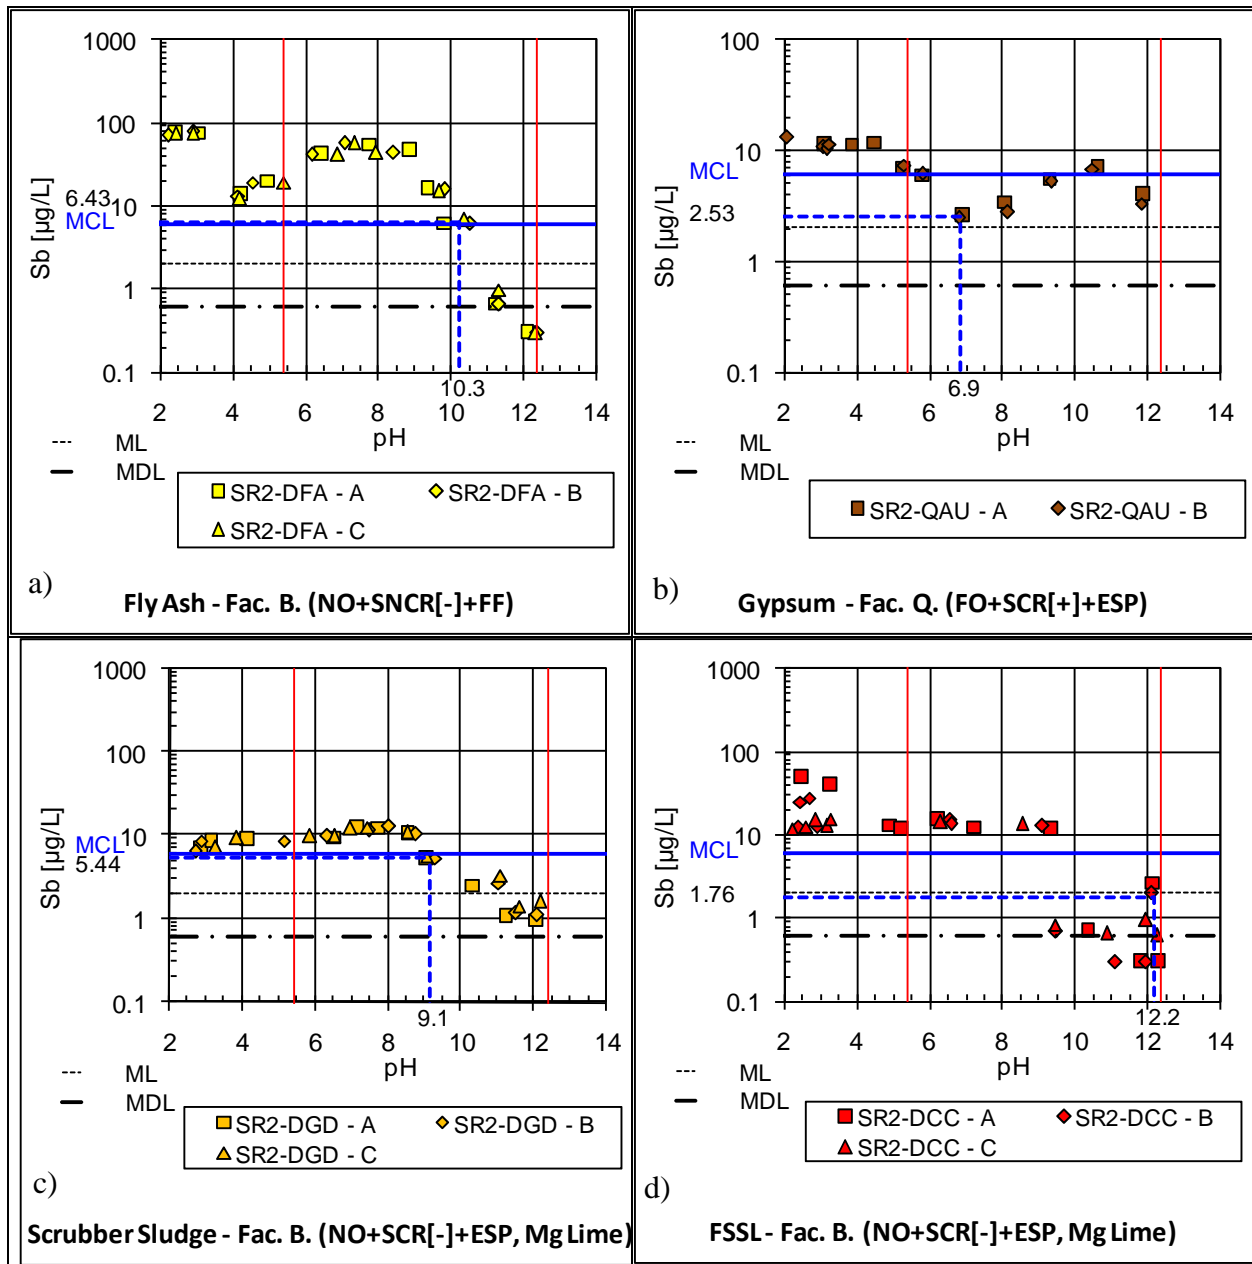 1000
100
10
1
0.1
Sb [µg/L]
6.43
MCL
10.3
2 4 6 8 10 12 14
pH
ML
MDL
SR2-DFA - A SR2-DFA - B
SR2-DFA - C
a)
Fly Ash - Fac. B. (NO+SNCR[-]+FF)
100
10
1
0.1
Sb [µg/L]
MCL
2.53
6.9
2 4 6 8 10 12 14
pH
ML
MDL
SR2-QAU - A SR2-QAU - B
b)
Gypsum - Fac. Q. (FO+SCR[+]+ESP)
1000
100
10
1
0.1
Sb [µg/L]
MCL
5.44
9.1
2 4 6 8 10 12 14
pH
ML
MDL
SR2-DGD - A SR2-DGD - B
SR2-DGD - C
c)
Scrubber Sludge - Fac. B. (NO+SCR[-]+ESP, Mg Lime)
1000
100
10
1
0.1
Sb [µg/L]
MCL
1.76
12.2
2 4 6 8 10 12 14
pH
ML
MDL
SR2-DCC - A SR2-DCC - B
SR2-DCC - C
d)
FSSL - Fac. B. (NO+SCR[-]+ESP, Mg Lime)